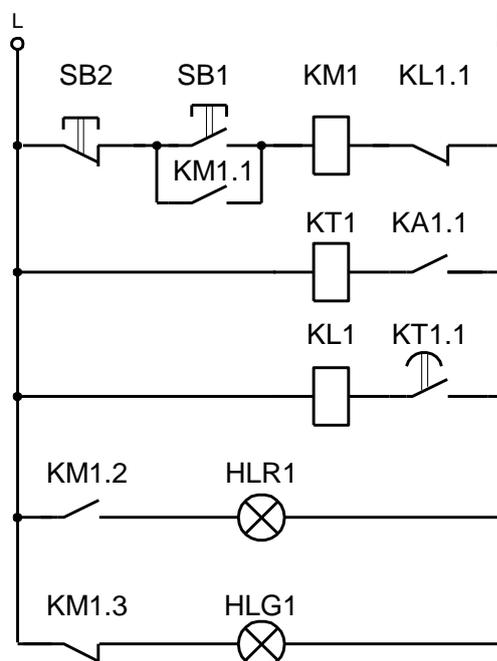 L
SB2 SB1 KM1 KL1.1
KM1.1
KT1 KA1.1
KL1 KT1.1
KM1.2 HLR1
KM1.3 HLG1